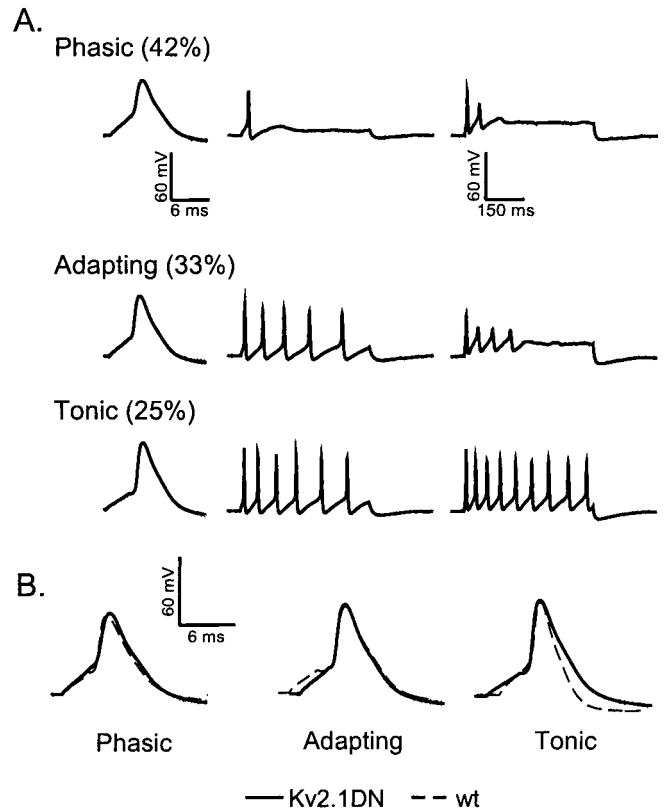 A.
Phasic (42%)
60 mV
6 ms
60 mV
150 ms
Adapting (33%)
Tonic (25%)
B.
60 mV
6 ms
Phasic
Adapting
Tonic
Kv2.1DN
wt